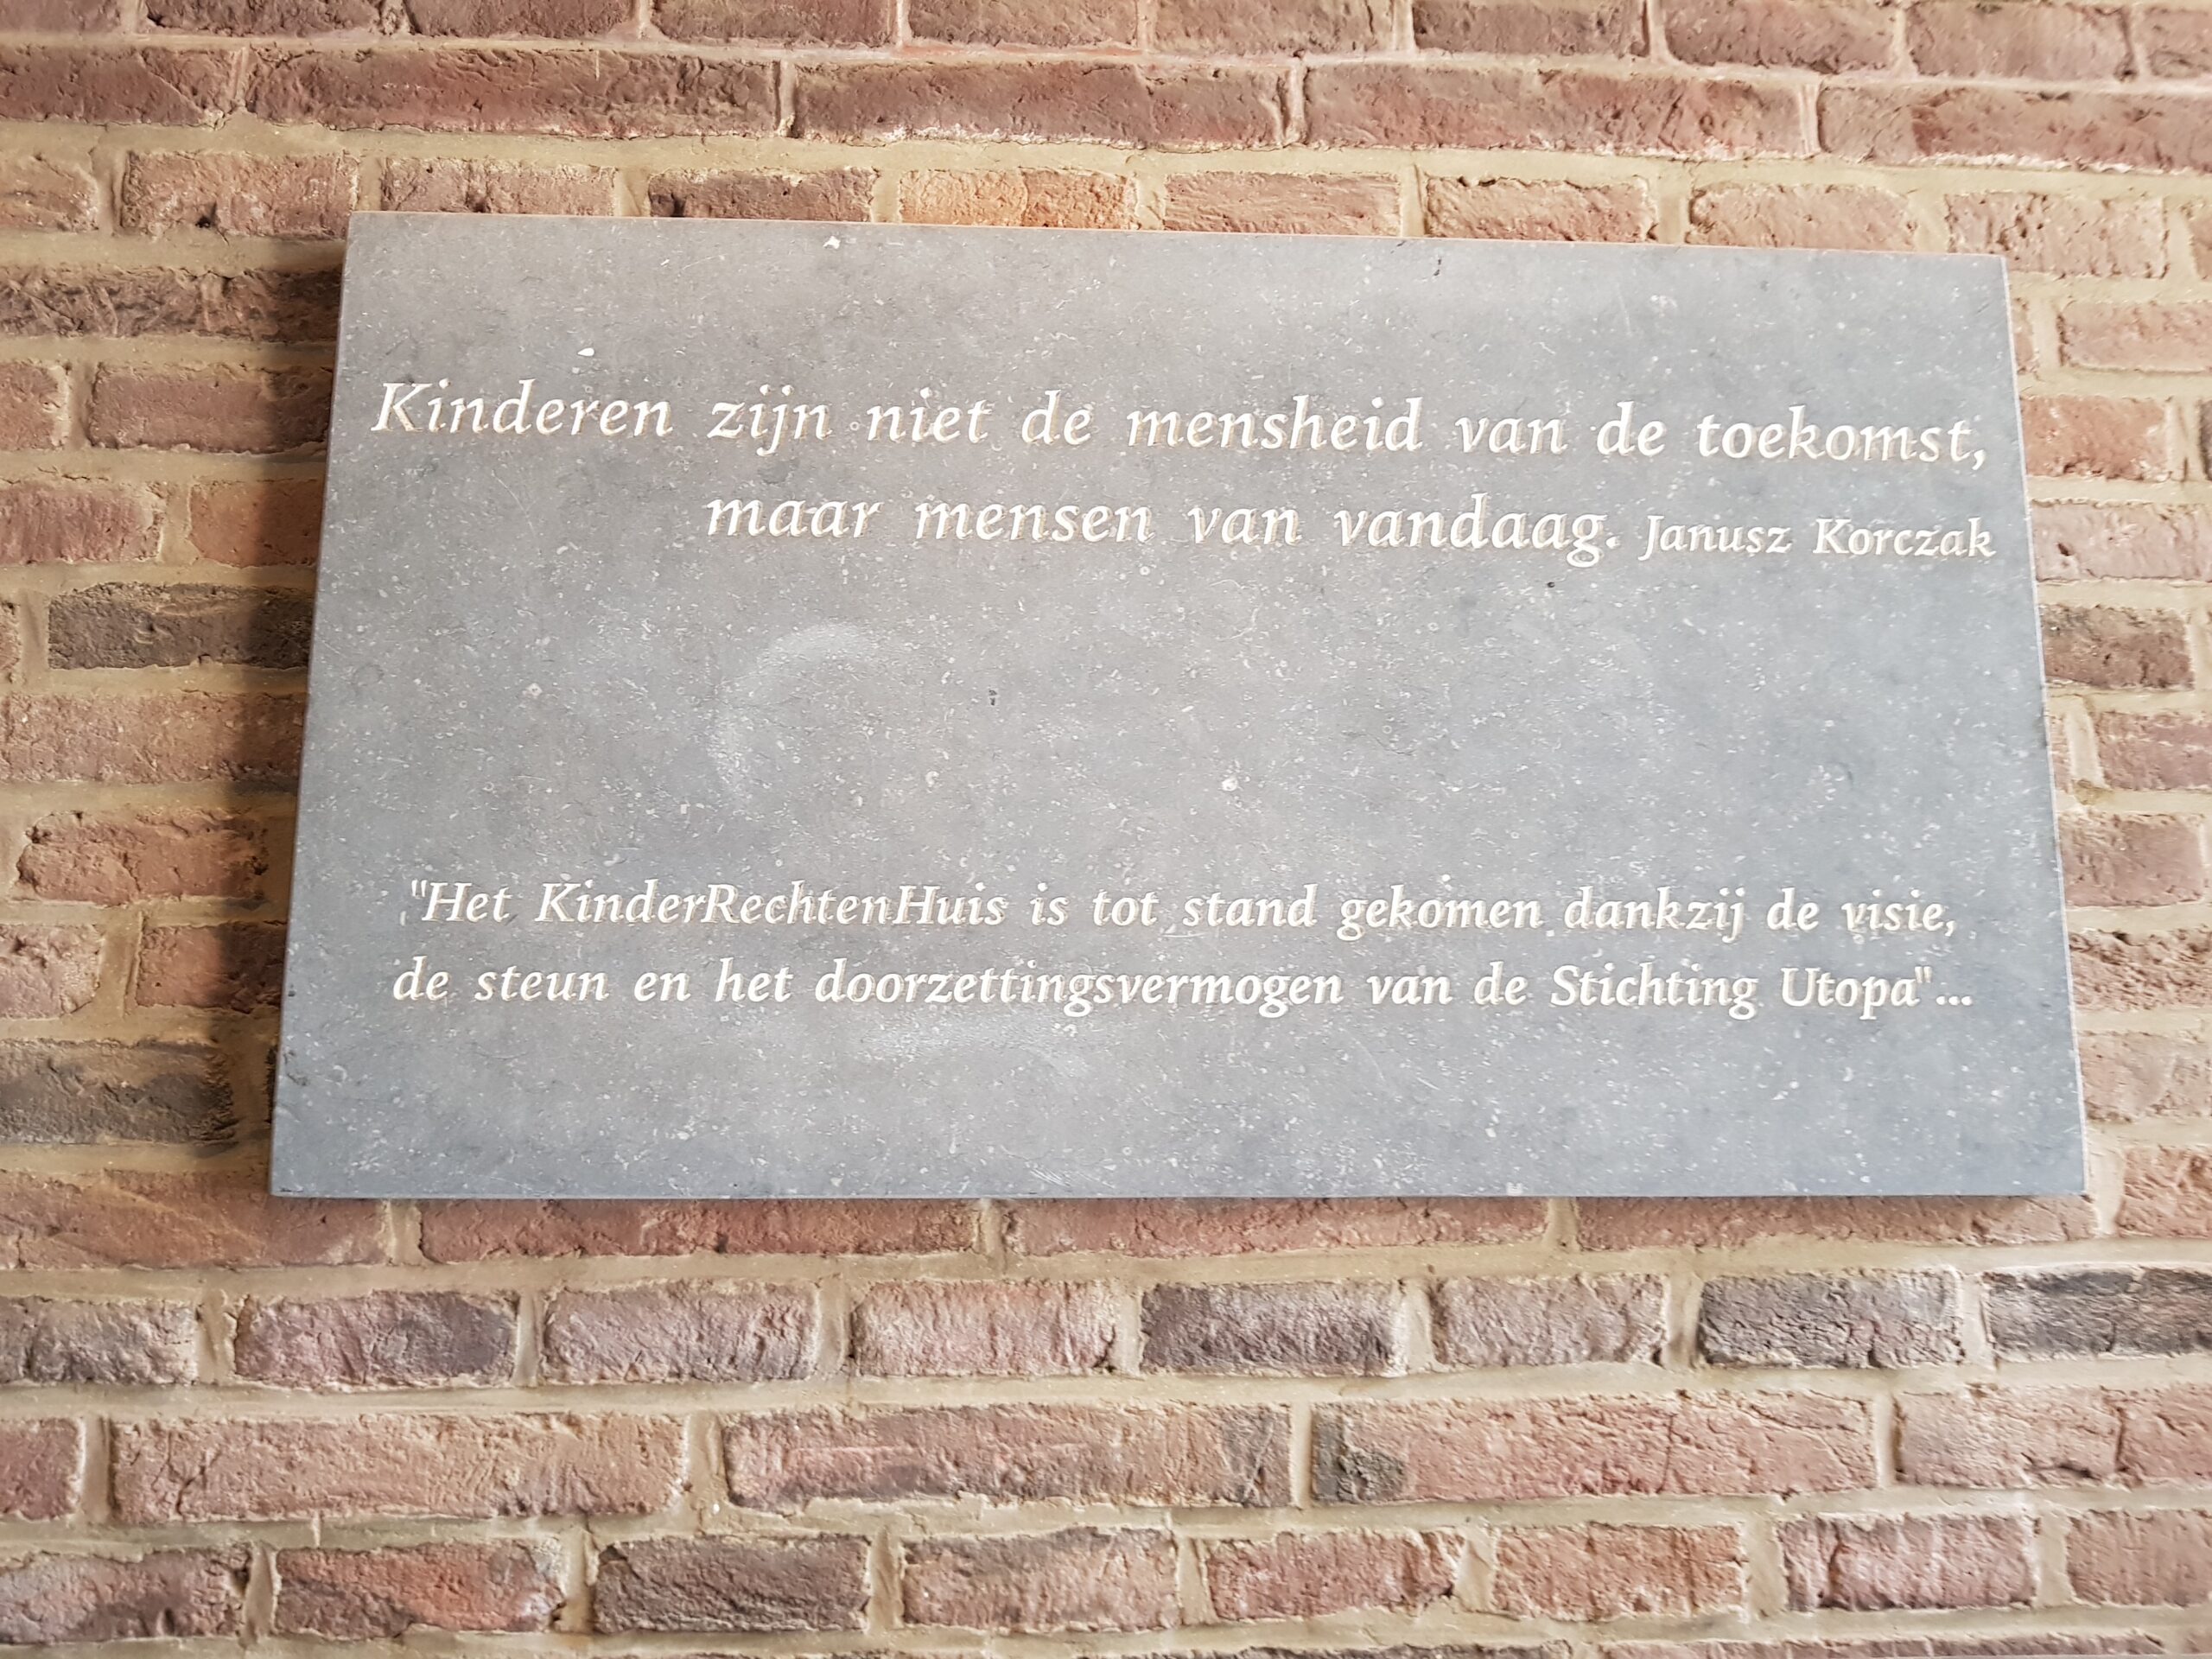 Kinderen zijn niet de mensheid van de toekomst,
maar mensen van vandaag. Janusz Korczak
"Het KinderRechtenHuis is tot stand gekomen dankzij de visie,
de steun en het doorzettingsvermogen van de Stichting Utopa"...